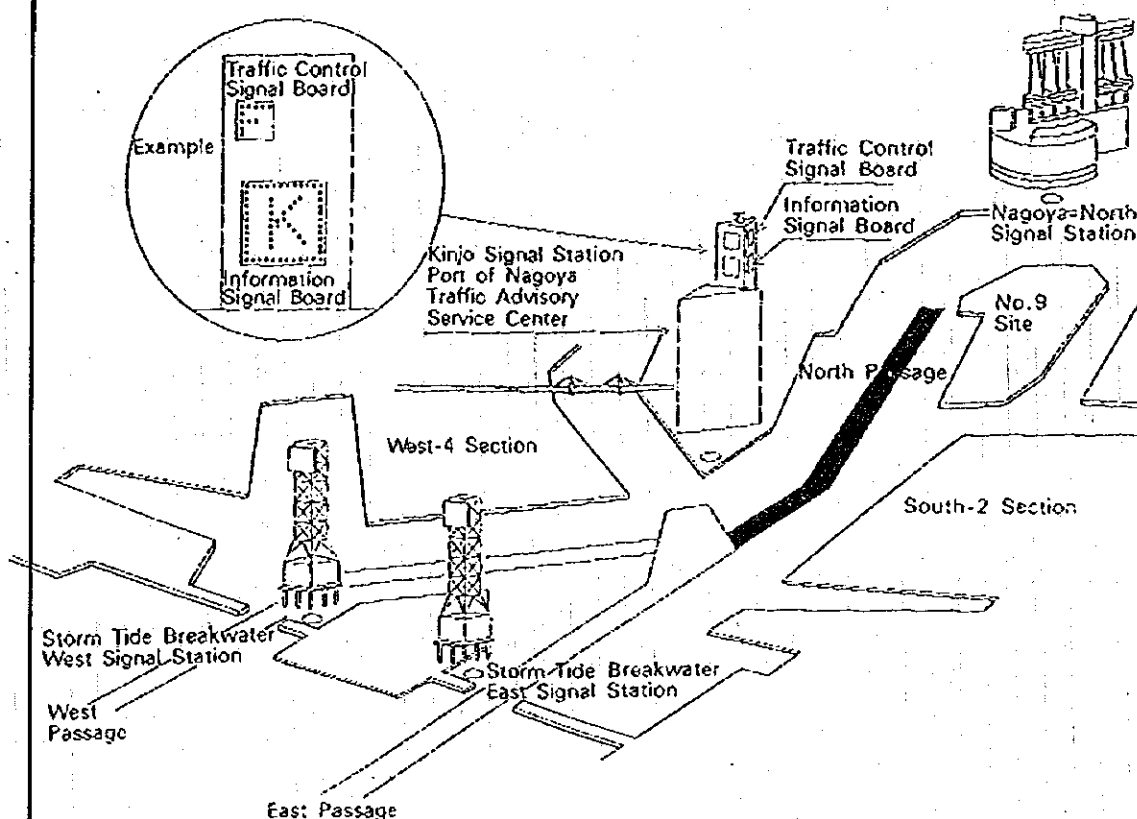 Traffic Control
Signal Board
Example
K
Information
Signal Board
Traffic Control
Signal Board
Information
Signal Board
Kinjo Signal Station
Port of Nagoya
Traffic Advisory
Service Center
Nagoya=North
Signal Station
No.9
Site
North Passage
West-4 Section
South-2 Section
Storm Tide Breakwater
West Signal Station
Storm Tide Breakwater
East Signal Station
West
Passage
East Passage